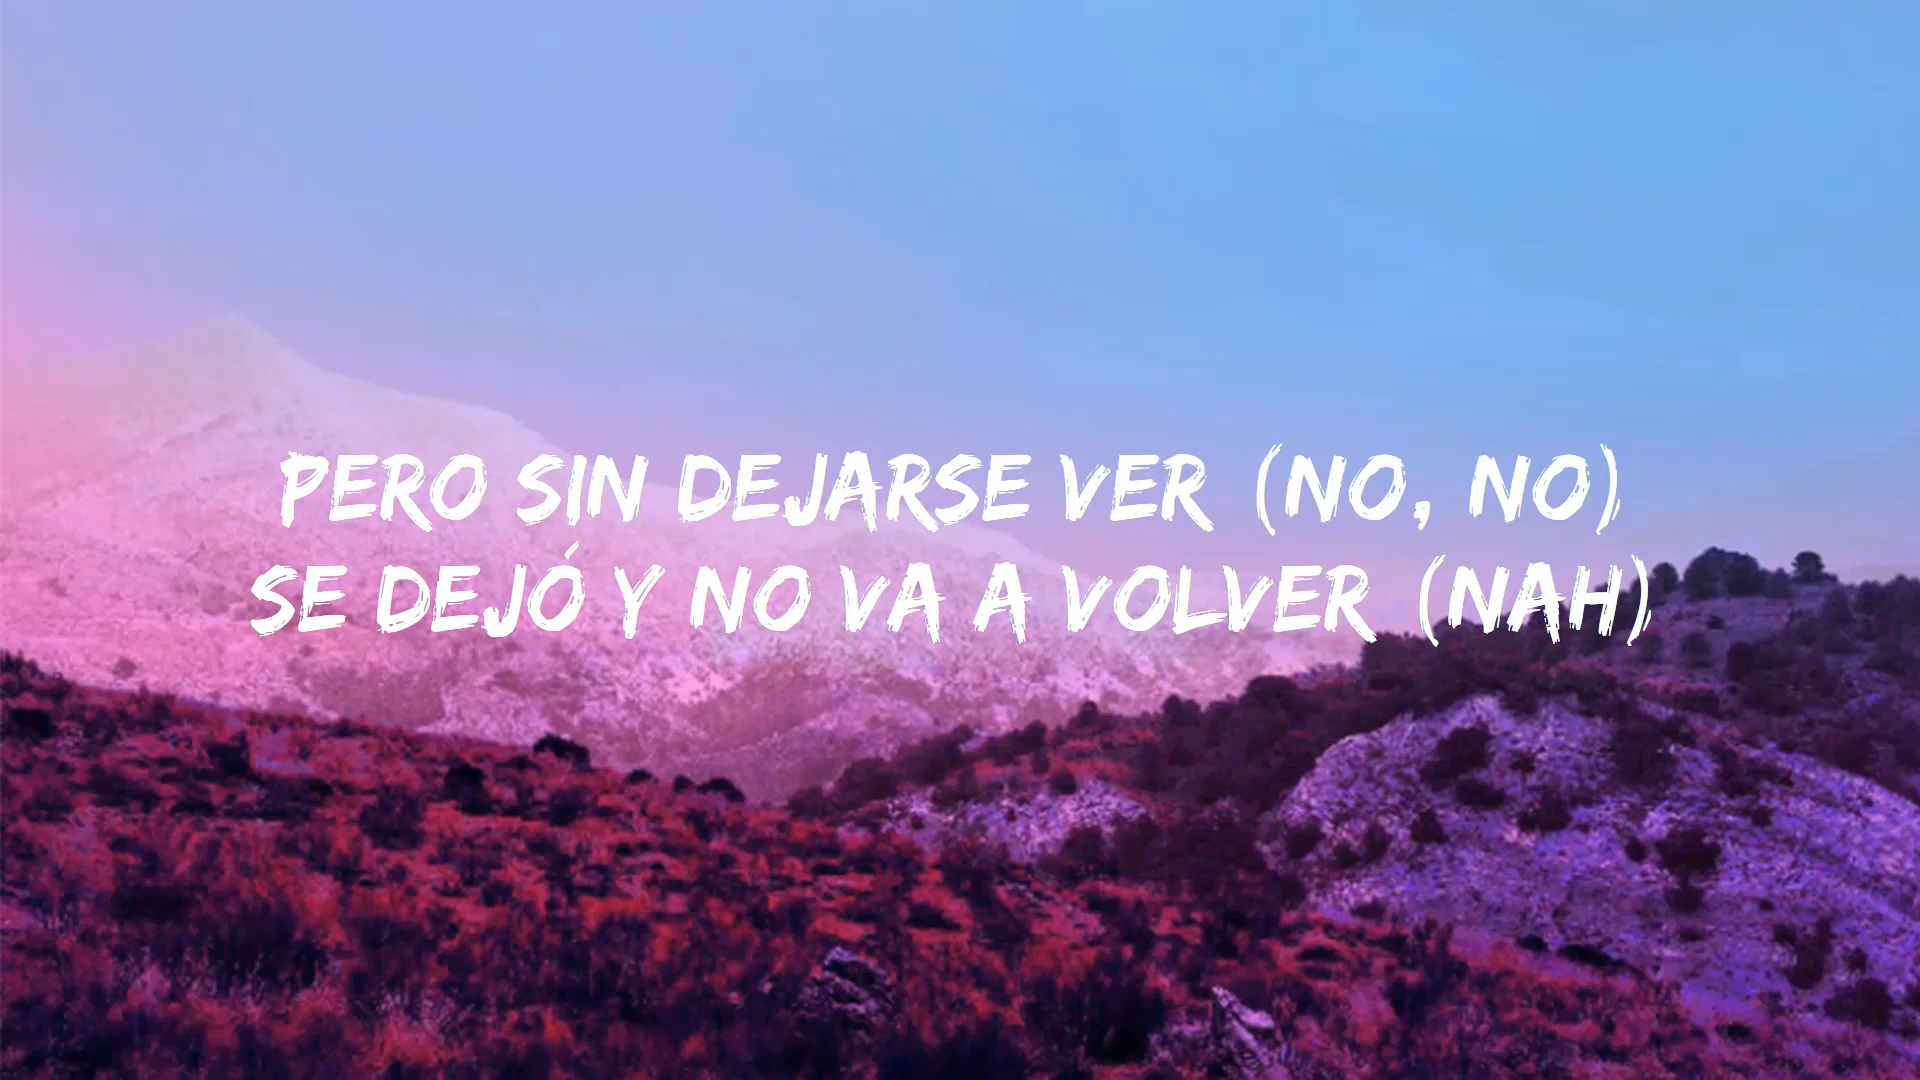 PERO SIN DEJARSE VER (NO, NO)
SE DEJÓ Y NO VA A VOLVER (NAH)